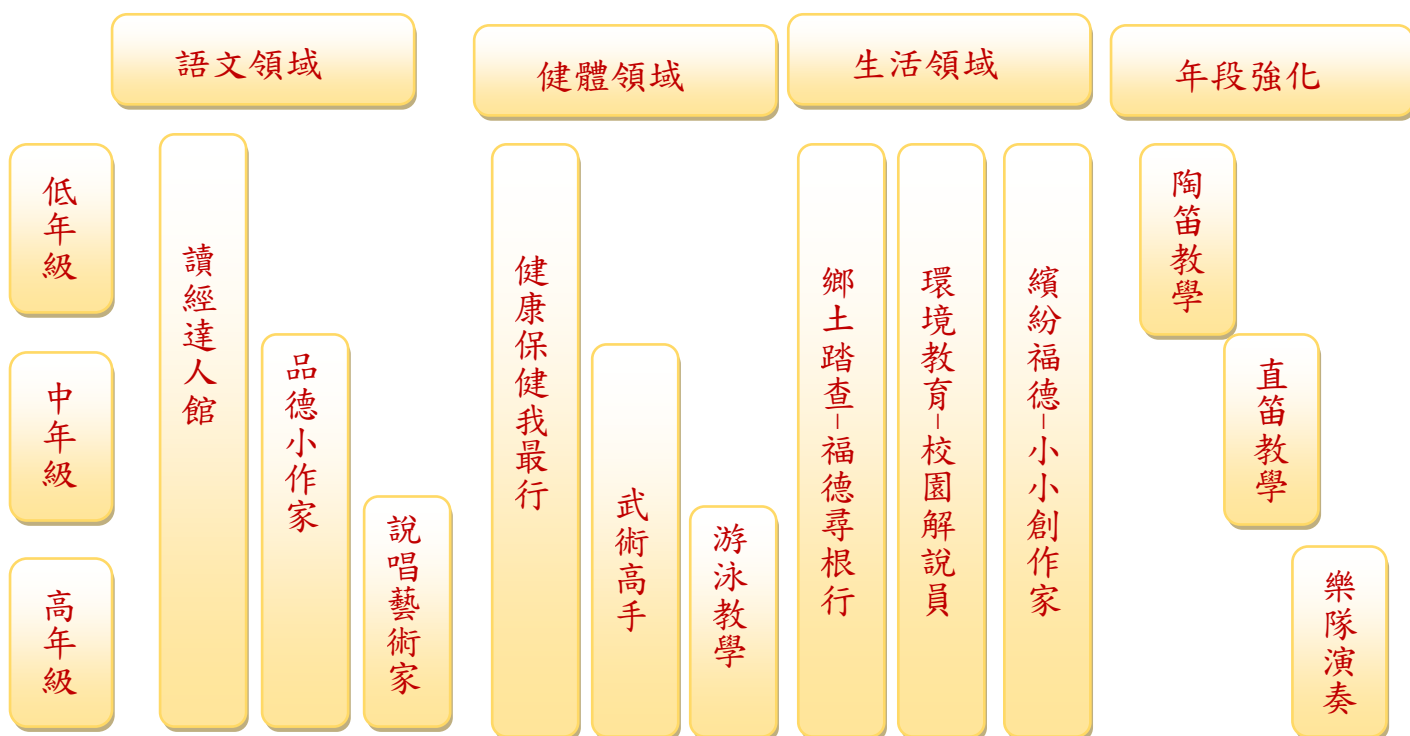 語文領域
健體領域
生活領域
年段強化
低年級
中年級
高年級
讀經達人館
品德小作家
說唱藝術家
健康保健我最行
武術高手
游泳教學
鄉土踏查-福德尋根行
環境教育-校園解說員
繽紛福德-小小創作家
陶笛教學
直笛教學
樂隊演奏